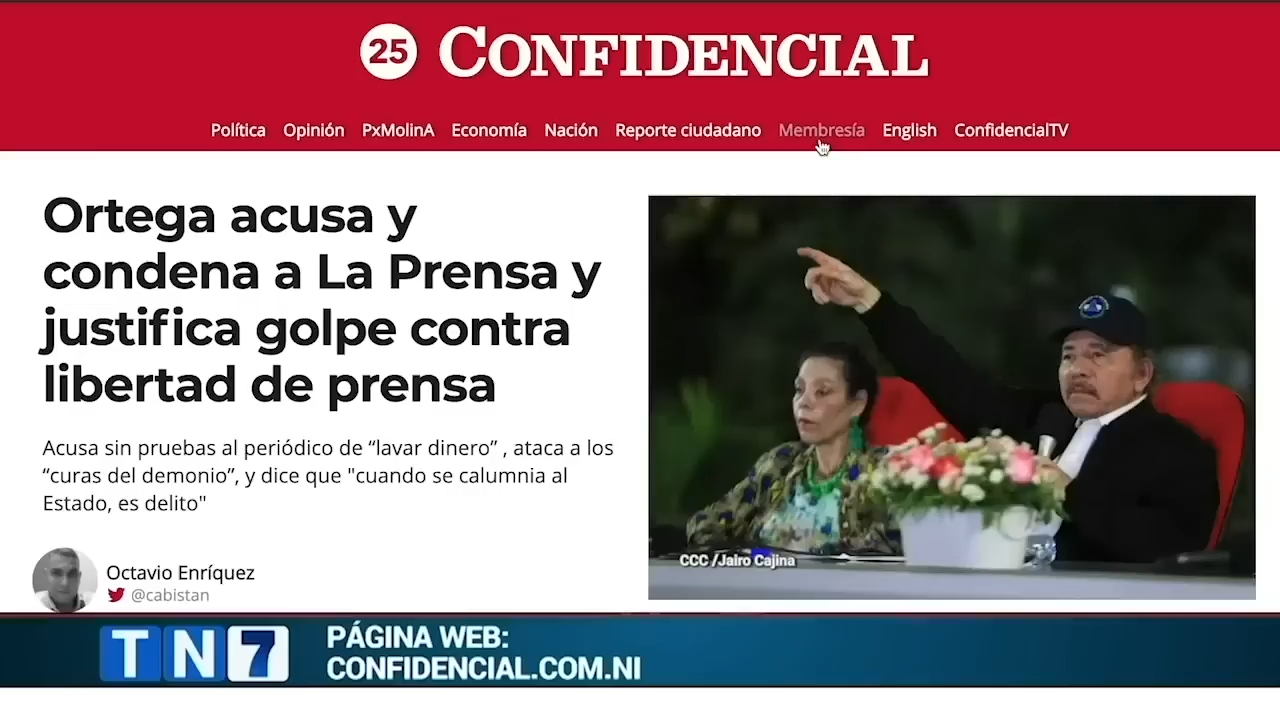 25 CONFIDENCIAL
Política Opinión PxMolinA Economía Nación Reporte ciudadano Membresía English ConfidencialTV
Ortega acusa y
condena a La Prensa y
justifica golpe contra
libertad de prensa
Acusa sin pruebas al periódico de “lavar dinero” , ataca a los
“curas del demonio”, y dice que "cuando se calumnia al
Estado, es delito"
Octavio Enríquez
@cabistan
CCC /Jairo Cajina
TN7
PÁGINA WEB:
CONFIDENCIAL.COM.NI